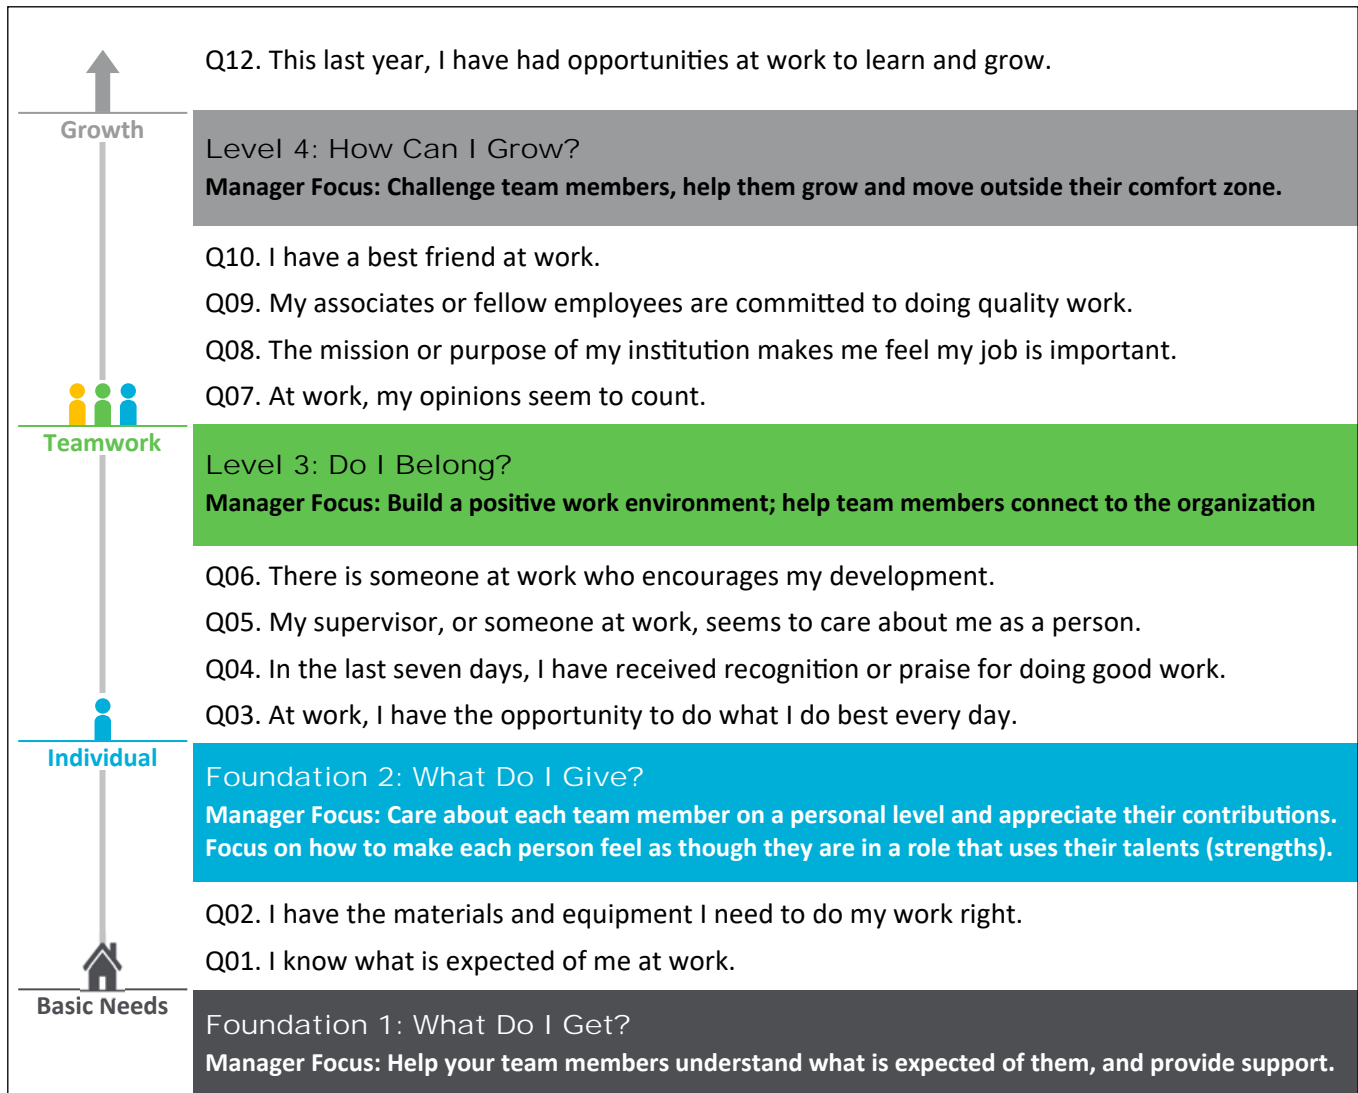 Q12. This last year, I have had opportunities at work to learn and grow.
Growth
Level 4: How Can I Grow?
Manager Focus: Challenge team members, help them grow and move outside their comfort zone.
Q10. I have a best friend at work.
Q09. My associates or fellow employees are committed to doing quality work.
Q08. The mission or purpose of my institution makes me feel my job is important.
Q07. At work, my opinions seem to count.
Teamwork
Level 3: Do I Belong?
Manager Focus: Build a positive work environment; help team members connect to the organization
Q06. There is someone at work who encourages my development.
Q05. My supervisor, or someone at work, seems to care about me as a person.
Q04. In the last seven days, I have received recognition or praise for doing good work.
Q03. At work, I have the opportunity to do what I do best every day.
Individual
Foundation 2: What Do I Give?
Manager Focus: Care about each team member on a personal level and appreciate their contributions.
Focus on how to make each person feel as though they are in a role that uses their talents (strengths).
Q02. I have the materials and equipment I need to do my work right.
Q01. I know what is expected of me at work.
Basic Needs
Foundation 1: What Do I Get?
Manager Focus: Help your team members understand what is expected of them, and provide support.